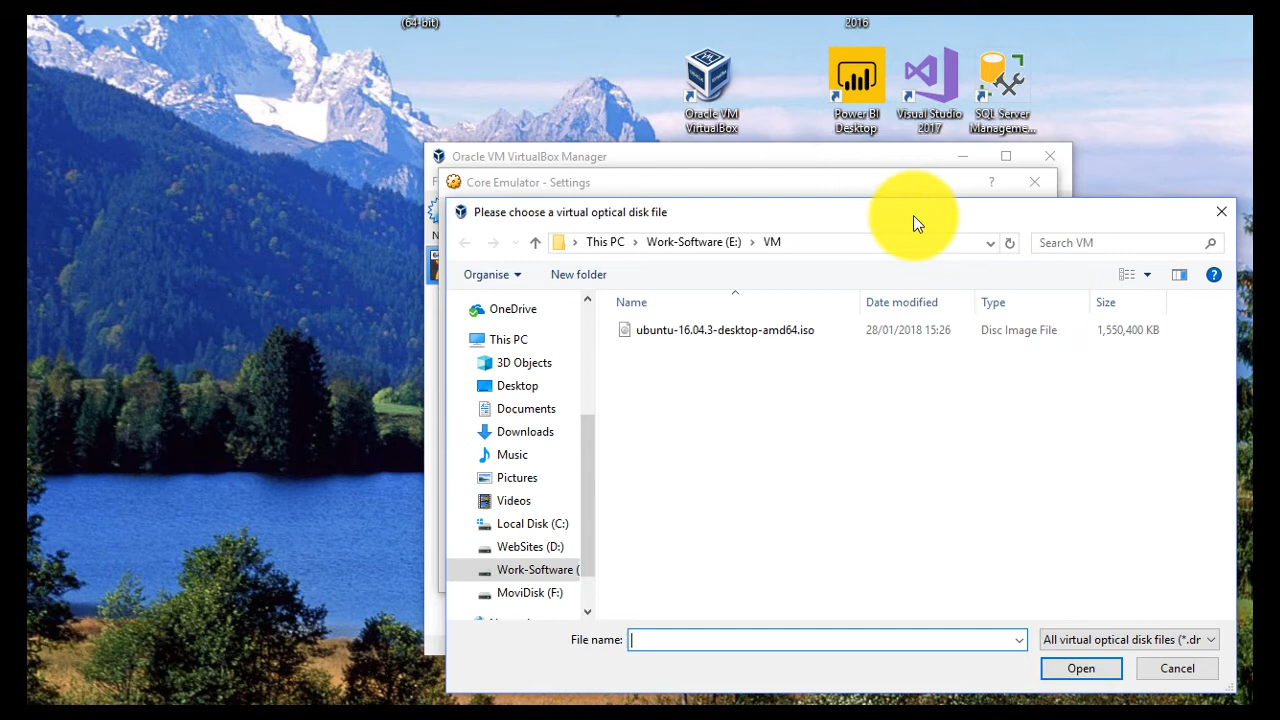 (64-bit)
2016
Oracle VM
VirtualBox
Power BI
Desktop
Visual Studio
2017
SQL Server
Manageme...
Oracle VM VirtualBox Manager
Core Emulator - Settings
?
Please choose a virtual optical disk file
This PC
Work-Software (E:)
VM
Search VM
Organise
New folder
?
Name
Date modified
Type
Size
ubuntu-16.04.3-desktop-amd64.iso
28/01/2018 15:26
Disc Image File
1,550,400 KB
OneDrive
This PC
3D Objects
Desktop
Documents
Downloads
Music
Pictures
Videos
Local Disk (C:)
WebSites (D:)
Work-Software (
MoviDisk (F:)
File name:
All virtual optical disk files (*.dr
Open
Cancel